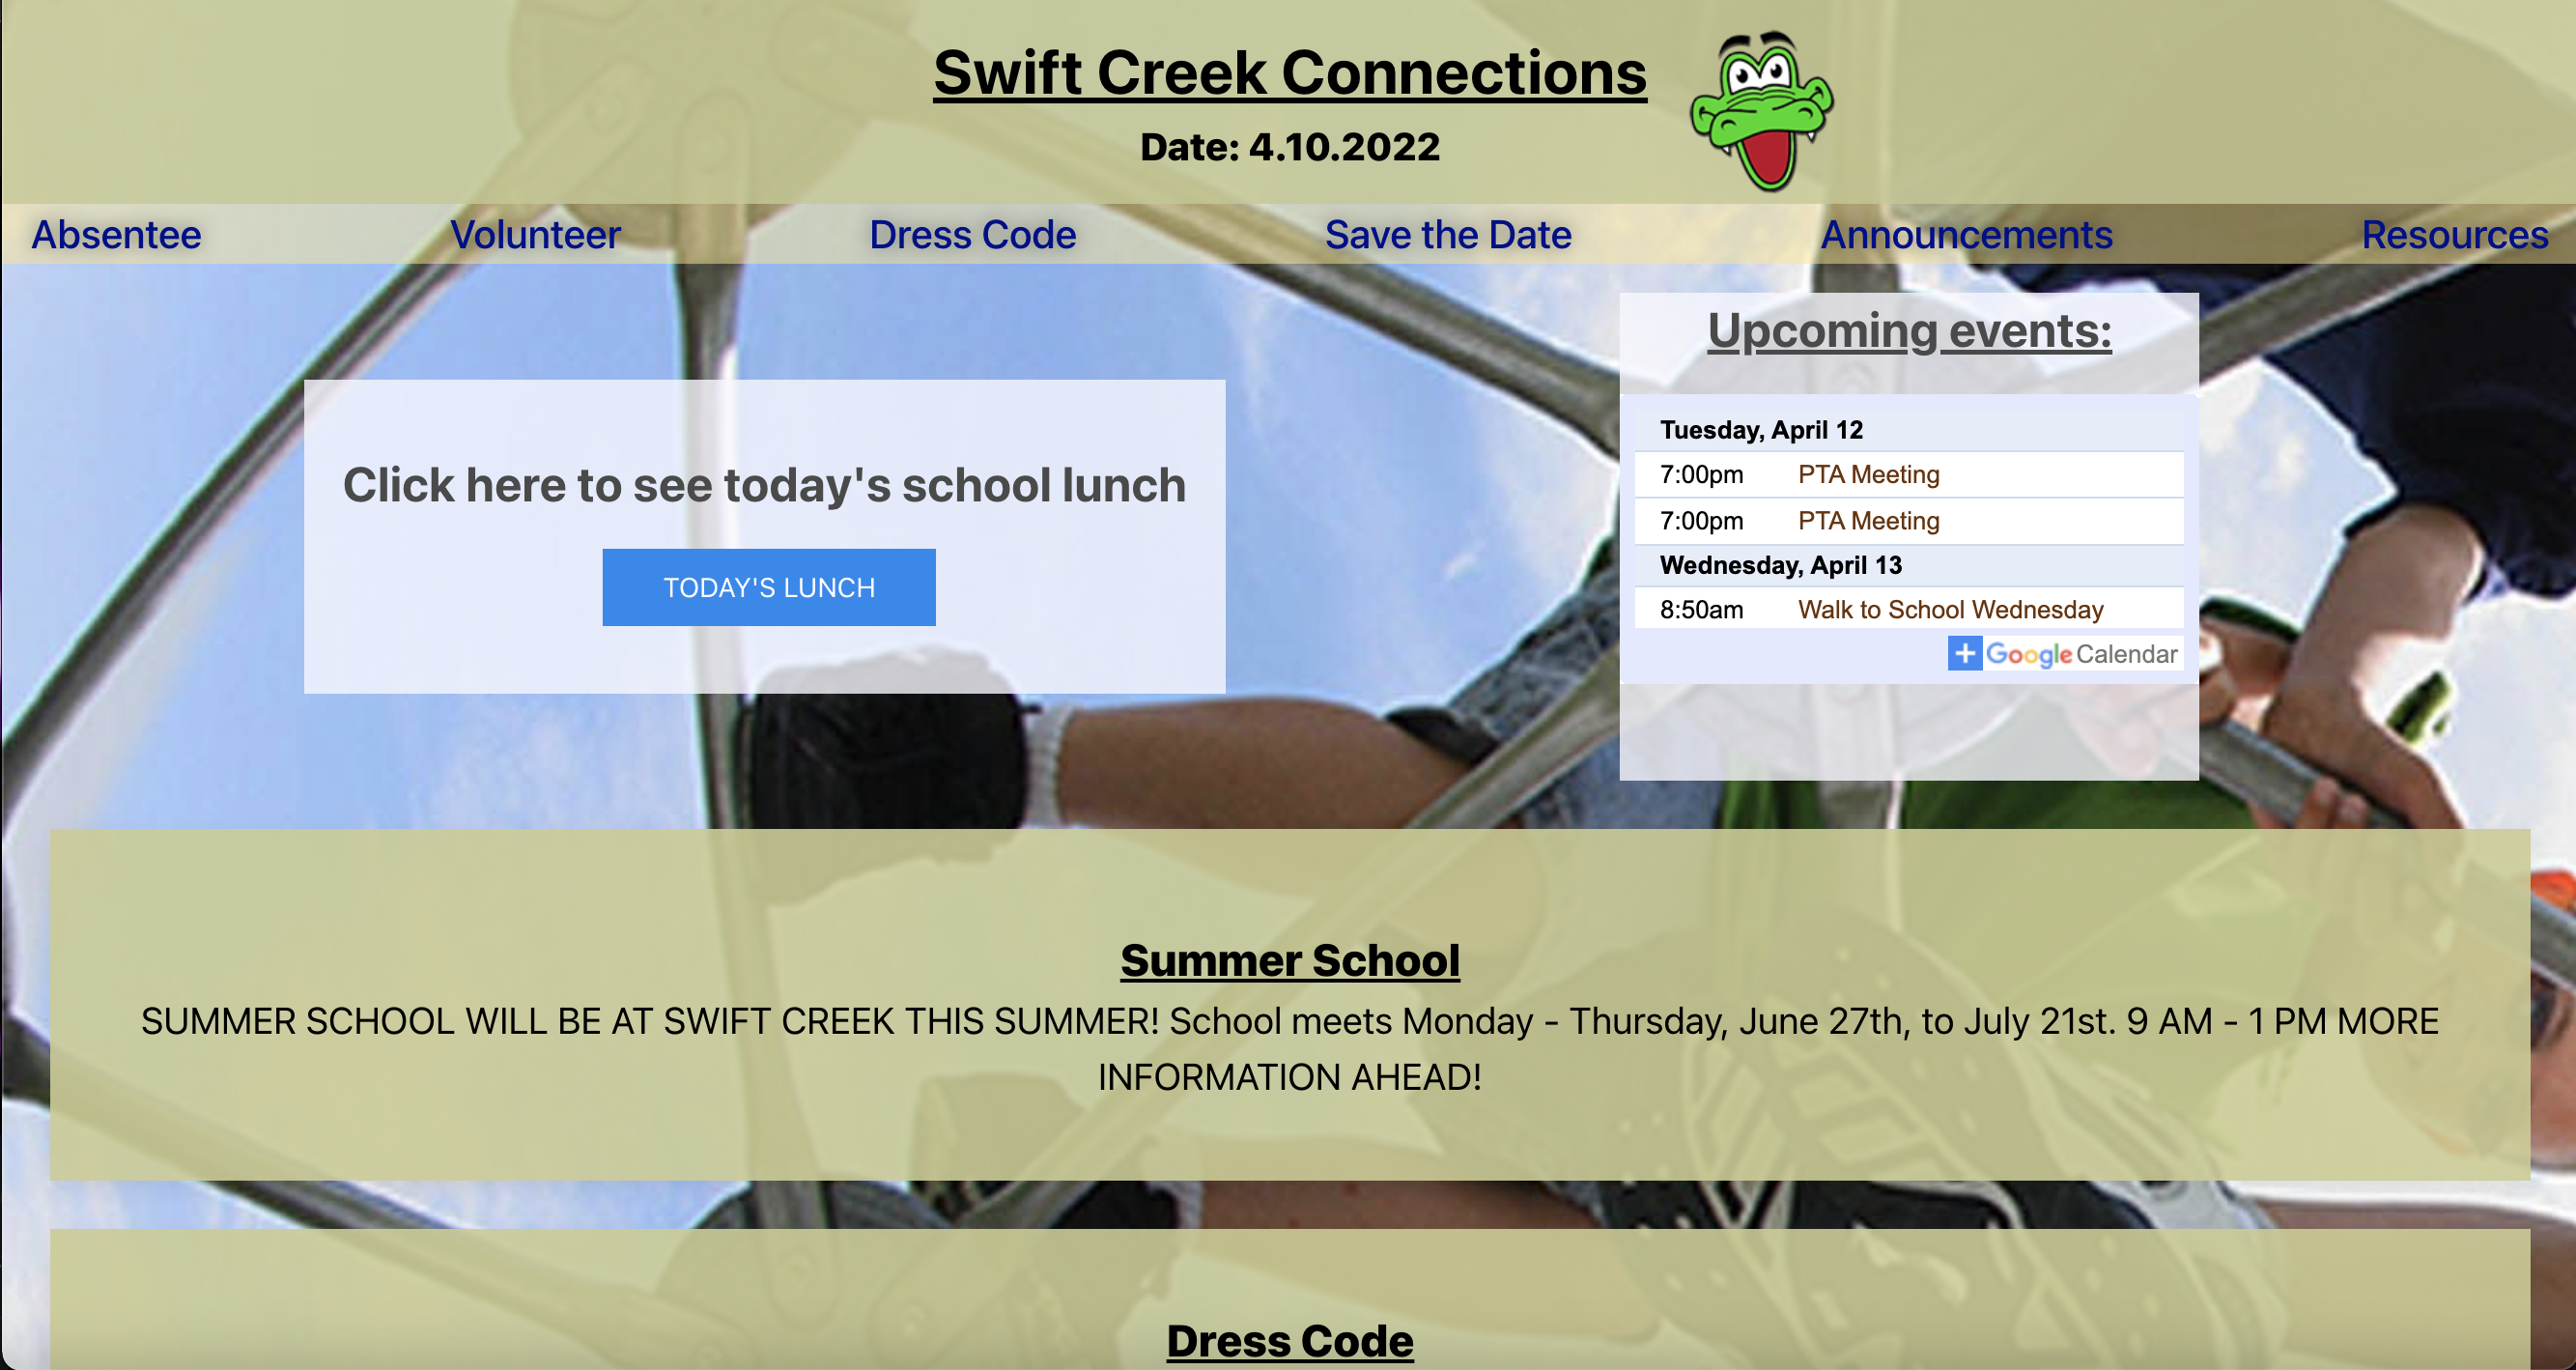 Swift Creek Connections
Date: 4.10.2022
Absentee Volunteer Dress Code Save the Date Announcements Resources
Click here to see today's school lunch
TODAY'S LUNCH
Upcoming events:
Tuesday, April 12
7:00pm PTA Meeting
7:00pm PTA Meeting
Wednesday, April 13
8:50am Walk to School Wednesday
Google Calendar
Summer School
SUMMER SCHOOL WILL BE AT SWIFT CREEK THIS SUMMER! School meets Monday - Thursday, June 27th, to July 21st. 9 AM - 1 PM MORE
INFORMATION AHEAD!
Dress Code